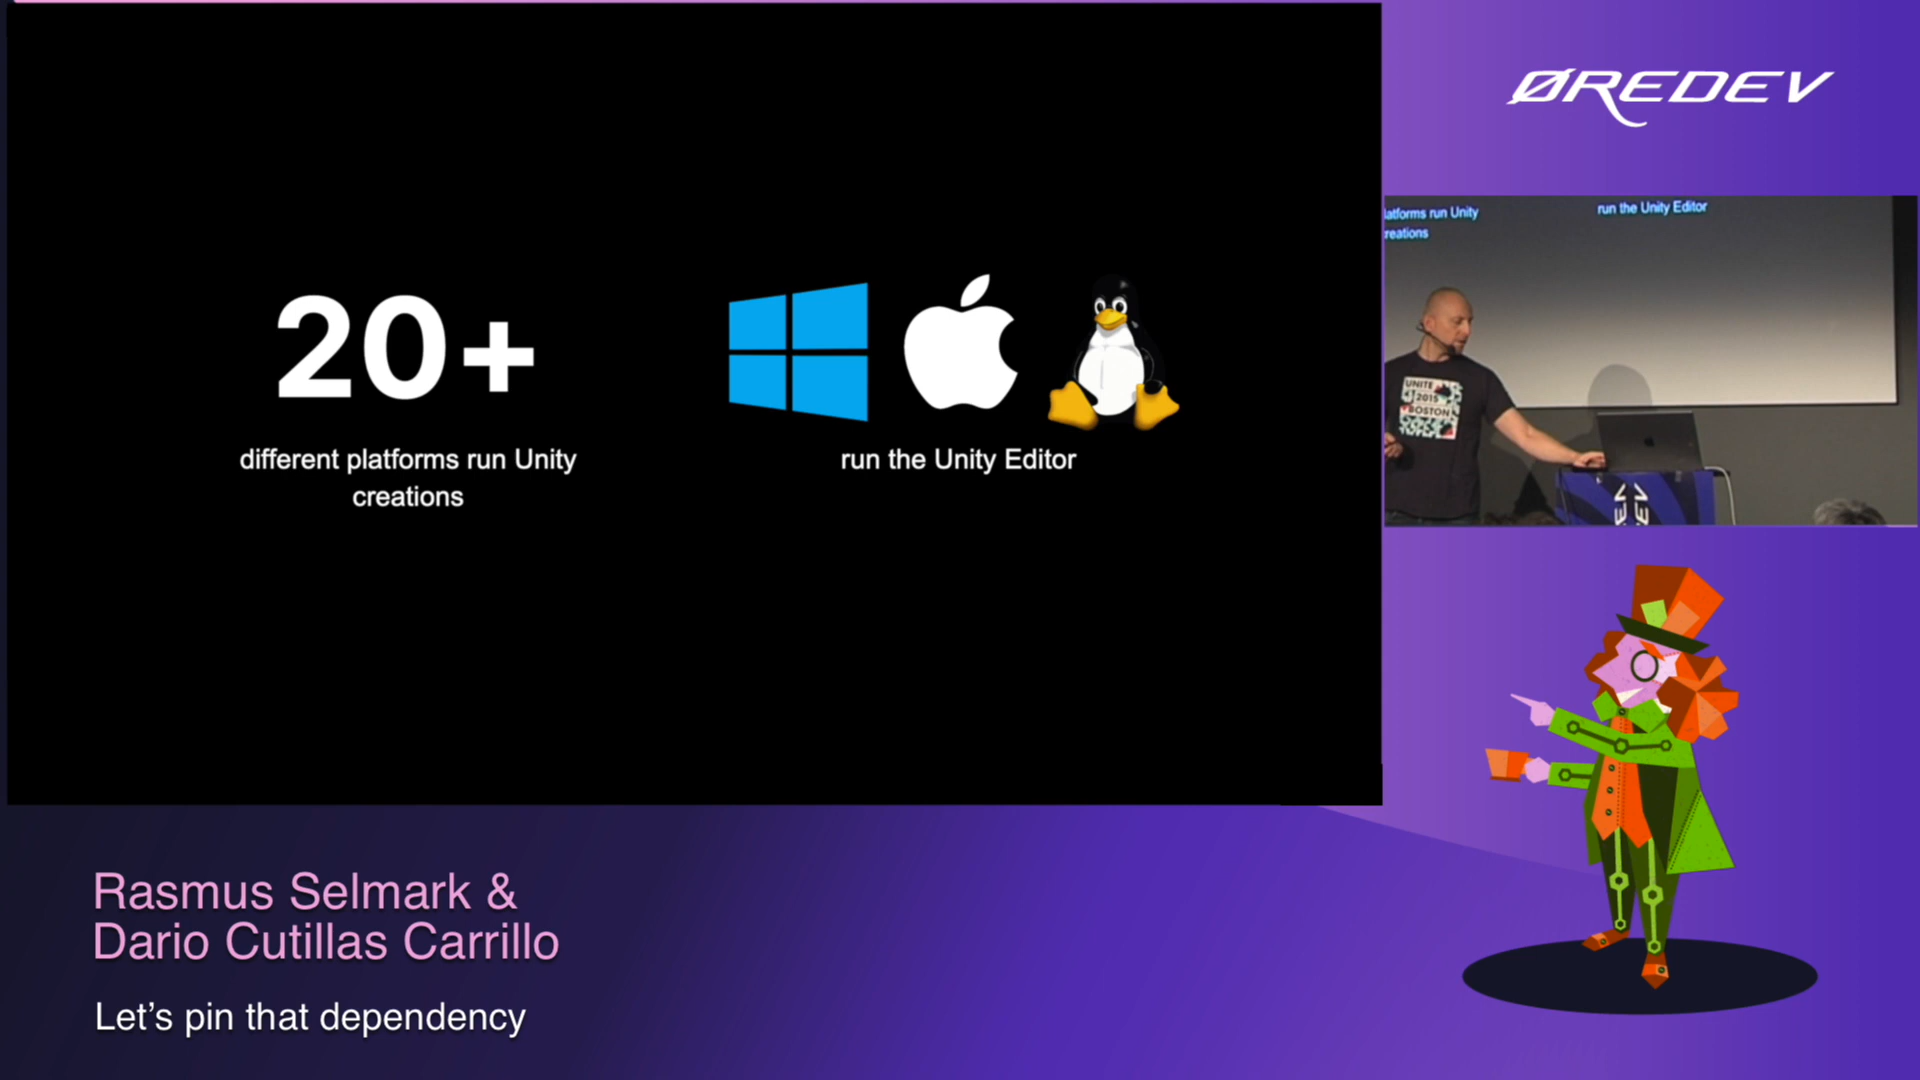 20+
different platforms run Unity
creations
run the Unity Editor
ØREDEV
latforms run Unity
reations
run the Unity Editor
UNITE
2015
BOSTON
Rasmus Selmark &
Dario Cutillas Carrillo
Let's pin that dependency